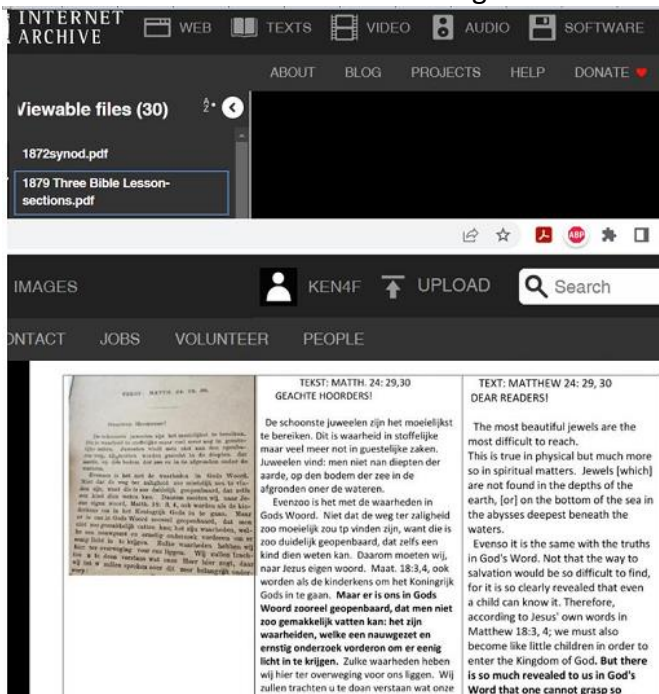 INTERNET
ARCHIVE
WEB
TEXTS
VIDEO
AUDIO
SOFTWARE
ABOUT
BLOG
PROJECTS
HELP
DONATE
Viewable files (30)
1872synod.pdf
1879 Three Bible Lesson-
sections.pdf
ABP
IMAGES
KEN4F
UPLOAD
Search
ONTACT
JOBS
VOLUNTEER
PEOPLE
TEKST: MATTH. 24. 29, 30.
Waarde Hoorders!
TEKST: MATTH. 24: 29,30
GEACHTE HOORDERS!
De schoonste juweelen zijn het moeielijkst
te bereiken. Dit is waarheid in stoffelijke
maar veel meer not in guestelijke zaken.
Juweelen vind: men niet nan diepten der
aarde, op den bodem der zee in de
afgronden oner de wateren.
Evenzoo is het met de waarheden in
Gods Woord. Niet dat de weg ter zaligheid
zoo moeielijk zou tp vinden zijn, want die is
zoo duidelijk geopenbaard, dat zelfs een
kind dien weten kan. Daarom moeten wij,
naar Jezus eigen woord. Maat. 18:3,4, ook
worden als de kinderkens om het Koningrijk
Gods in te gaan. Maar er is ons in Gods
Woord zooreel geopenbaard, dat men niet
zoo gemakkelijk vatten kan: het zijn
waarheiden, welke een nauwgezet en
ernstig onderzoek vorderon om er eenig
licht in te krijgen. Zulke waarheden heben
wij hier ter overweging voor ons liggen. Wij
zullen trachten u te doan verstaan wat onze
TEXT: MATTHEW 24: 29, 30
DEAR READERS!
The most beautiful jewels are the
most difficult to reach.
This is true in physical but much more
so in spiritual matters. Jewels [which]
are not found in the depths of the
earth, [or] on the bottom of the sea in
the abysses deepest beneath the
waters.
Evenso it is the same with the truths
in God's Word. Not that the way to
salvation would be so difficult to find,
for it is so clearly revealed that even
a child can know it. Therefore,
according to Jesus' own words in
Matthew 18:3, 4; we must also
become like little children in order to
enter the Kingdom of God. But there
is so much revealed to us in God's
Word that one cannot grasp so